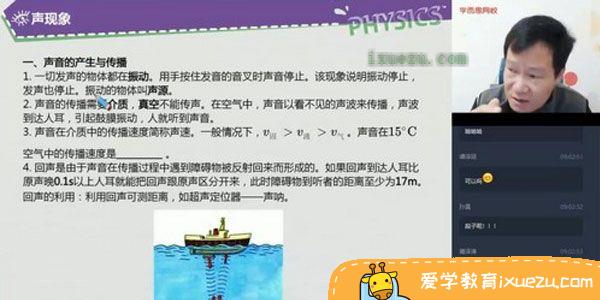 声现象
PHYSICS
ixuezu.com
学而思网校
一、声音的产生与传播
1. 一切发声的物体都在振动。用手按住发音的音叉时声音停止。该现象说明振动停止，
发声也停止。振动的物体叫声源。
2. 声音的传播需要介质，真空不能传声。在空气中，声音以看不见的声波来传播，声波
到达人耳，引起鼓膜振动，人就听到声音。
3. 声音在介质中的传播速度简称声速。一般情况下，v固 > v液 > v气。声音在15°C
空气中的传播速度是________。
4. 回声是由于声音在传播过程中遇到障碍物被反射回来而形成的。如果回声到达人耳比
原声晚0.1s以上人耳就能把回声跟原声区分开来，此时障碍物到听者的距离至少为17m。
回声的利用：利用回声可测距离，如超声定位器——声呐。
哈哈哈
09:02:51
可以吗
09:02:52
赵子呢！！
09:02:53
爱学教育ixuezu.com